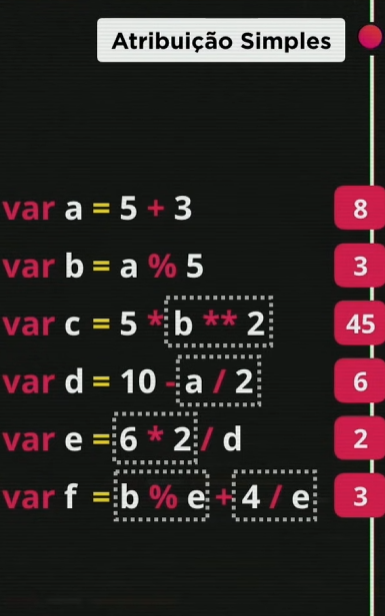 Atribuição Simples
var a = 5 + 3 8
var b = a % 5 3
var c = 5 * b ** 2 45
var d = 10 - a / 2 6
var e = 6 * 2 / d 2
var f = b % e + 4 / e 3